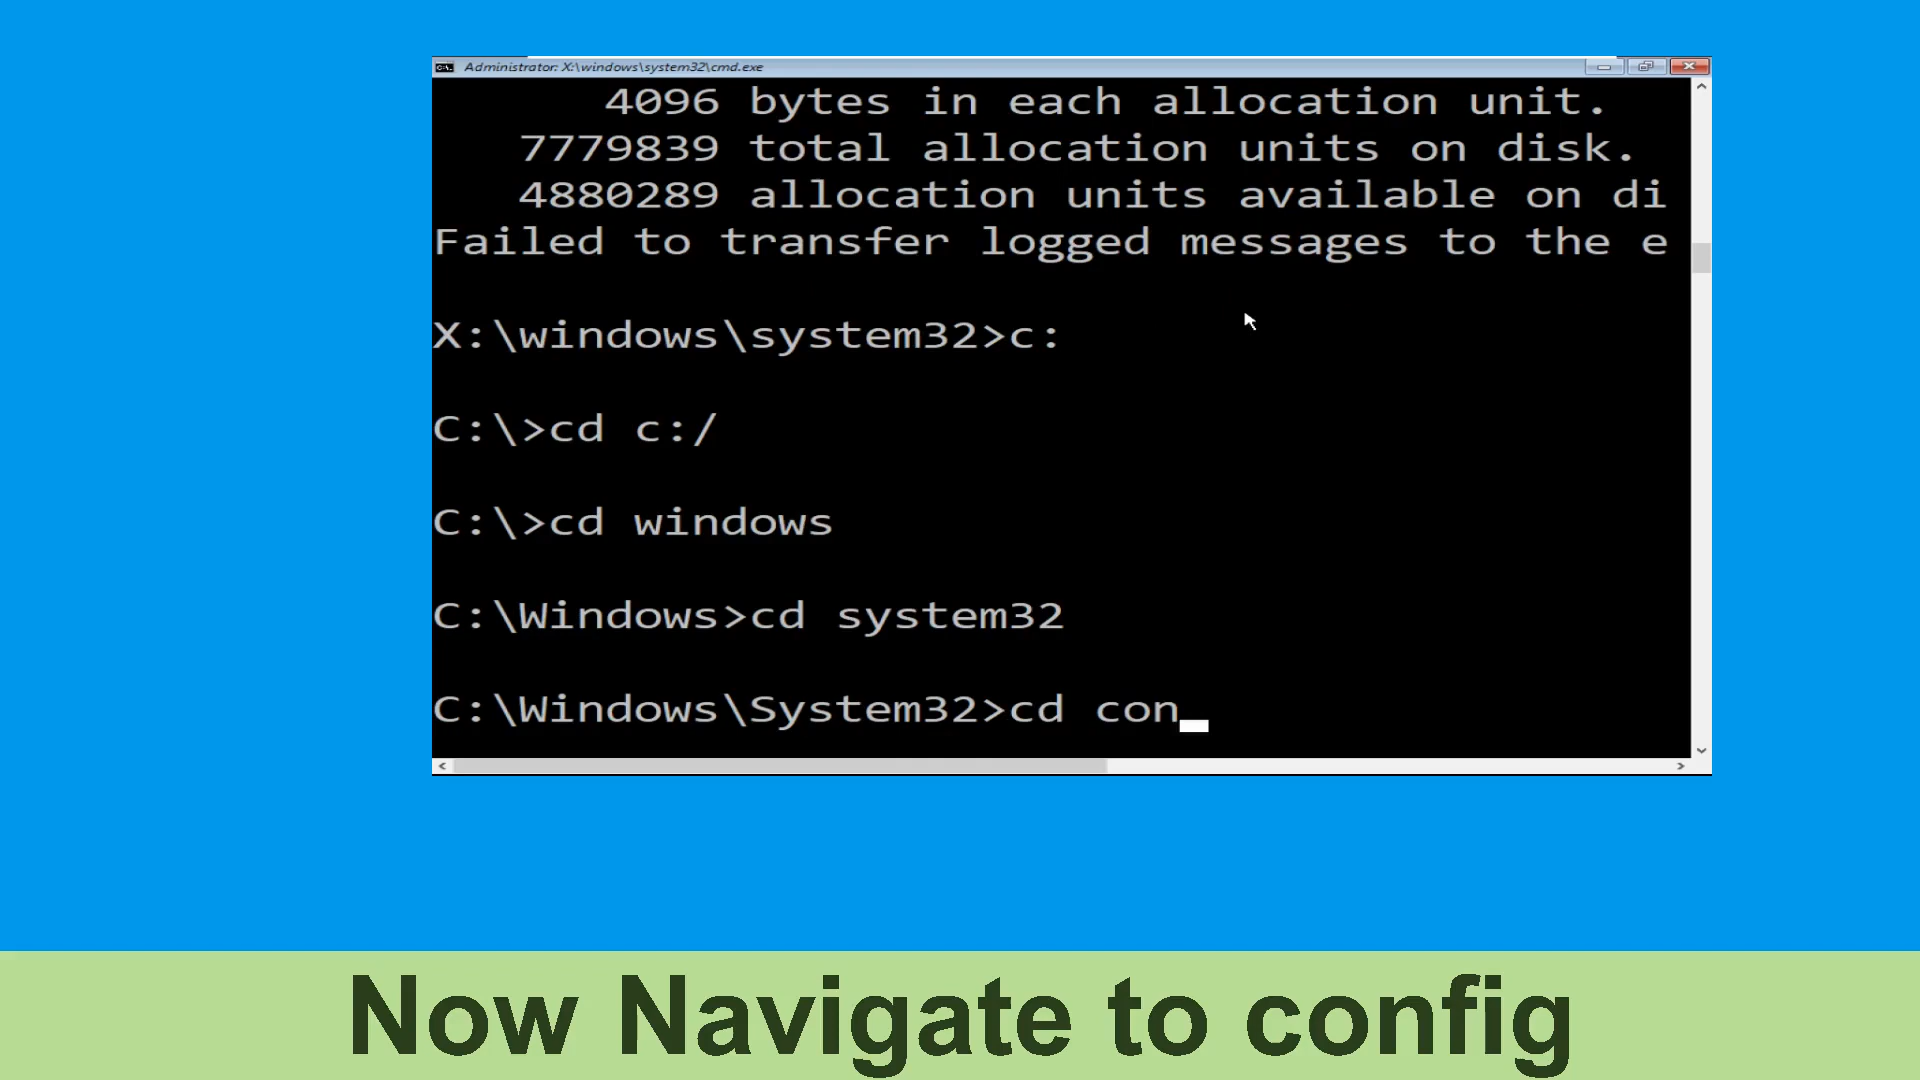 Administrator: X:\windows\system32\cmd.exe
4096 bytes in each allocation unit.
7779839 total allocation units on disk.
4880289 allocation units available on di
Failed to transfer logged messages to the e
X:\windows\system32>c:
C:\>cd c:/
C:\>cd windows
C:\Windows>cd system32
C:\Windows\System32>cd con_
Now Navigate to config